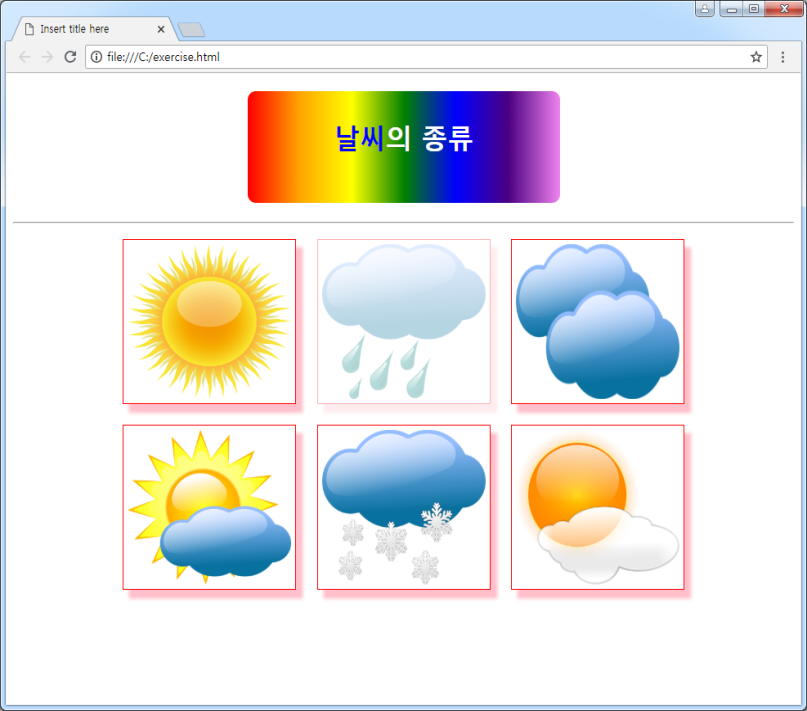 Insert title here
file:///C:/exercise.html
날씨의 종류